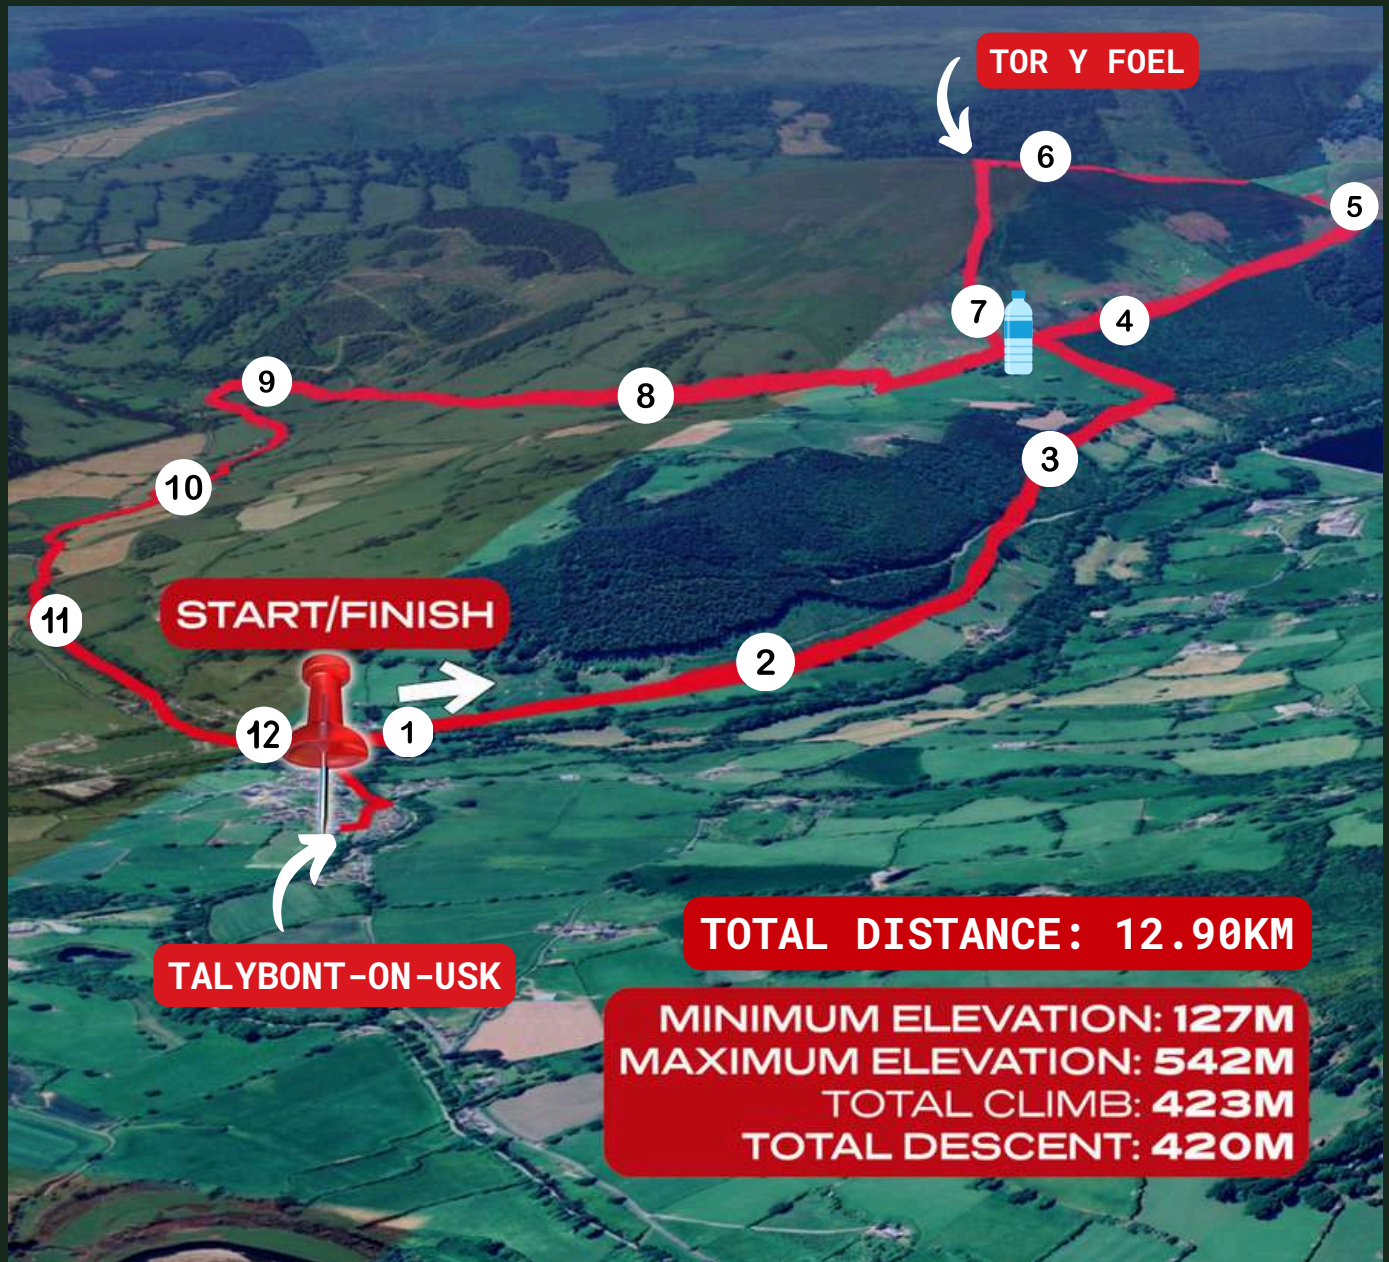 TOR Y FOEL
6
5
7
4
9
8
3
10
START/FINISH
11
2
12
1
TALYBONT-ON-USK
TOTAL DISTANCE: 12.90KM
MINIMUM ELEVATION: 127M
MAXIMUM ELEVATION: 542M
TOTAL CLIMB: 423M
TOTAL DESCENT: 420M